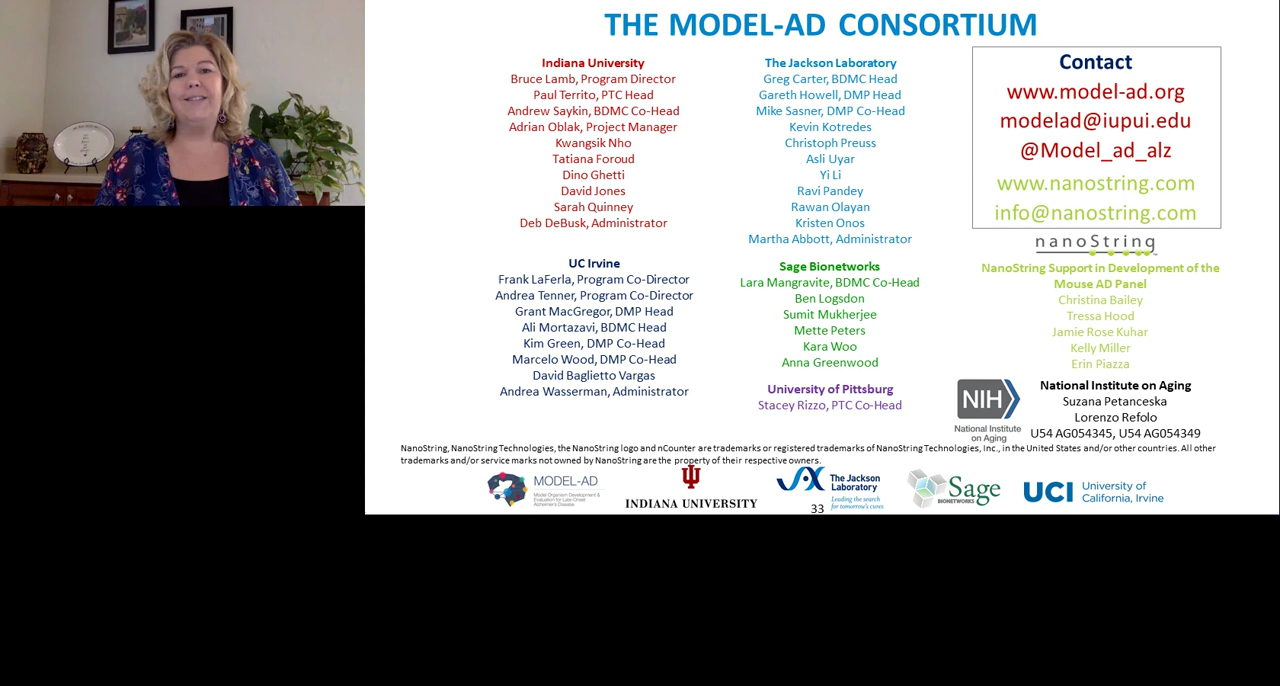 THE MODEL-AD CONSORTIUM
Indiana University
Bruce Lamb, Program Director
Paul Territo, PTC Head
Andrew Saykin, BDMC Co-Head
Adrian Oblak, Project Manager
Kwangsik Nho
Tatiana Foroud
Dino Ghetti
David Jones
Sarah Quinney
Deb DeBusk, Administrator
UC Irvine
Frank LaFerla, Program Co-Director
Andrea Tenner, Program Co-Director
Grant MacGregor, DMP Head
Ali Mortazavi, BDMC Head
Kim Green, DMP Co-Head
Marcelo Wood, DMP Co-Head
David Baglietto Vargas
Andrea Wasserman, Administrator
The Jackson Laboratory
Greg Carter, BDMC Head
Gareth Howell, DMP Head
Mike Sasner, DMP Co-Head
Kevin Kotredes
Christoph Preuss
Asli Uyar
Yi Li
Ravi Pandey
Rawan Olayan
Kristen Onos
Martha Abbott, Administrator
Sage Bionetworks
Lara Mangravite, BDMC Co-Head
Ben Logsdon
Sumit Mukherjee
Mette Peters
Kara Woo
Anna Greenwood
University of Pittsburg
Stacey Rizzo, PTC Co-Head
Contact
www.model-ad.org
modelad@iupui.edu
@Model_ad_alz
www.nanostring.com
info@nanostring.com
nanoString
NanoString Support in Development of the
Mouse AD Panel
Christina Bailey
Tressa Hood
Jamie Rose Kuhar
Kelly Miller
Erin Piazza
NIH
National Institute
on Aging
National Institute on Aging
Suzana Petanceska
Lorenzo Refolo
U54 AG054345, U54 AG054349
NanoString, NanoString Technologies, the NanoString logo and nCounter are trademarks or registered trademarks of NanoString Technologies, Inc., in the United States and/or other countries. All other
trademarks and/or service marks not owned by NanoString are the property of their respective owners.
MODEL-AD
Model Organism Development &
Evaluation for Late-Onset
Alzheimer's Disease
INDIANA UNIVERSITY
The Jackson
Laboratory
Leading the search
for tomorrow's cures
Sage
BIONETWORKS
UCI University of
California, Irvine
33